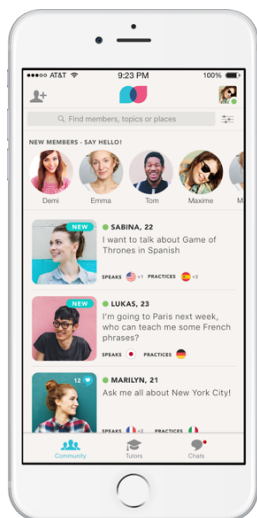 AT&T 9:23 PM 100%
Find members, topics or places
NEW MEMBERS - SAY HELLO!
Demi Emma Tom Maxime
NEW SABINA, 22
I want to talk about Game of
Thrones in Spanish
SPEAKS +1 PRACTICES +3
NEW LUKAS, 23
I'm going to Paris next week,
who can teach me some French
phrases?
SPEAKS PRACTICES
12 MARILYN, 21
Ask me all about New York City!
SPEAKS +2 PRACTICES
Community Tutors Chats